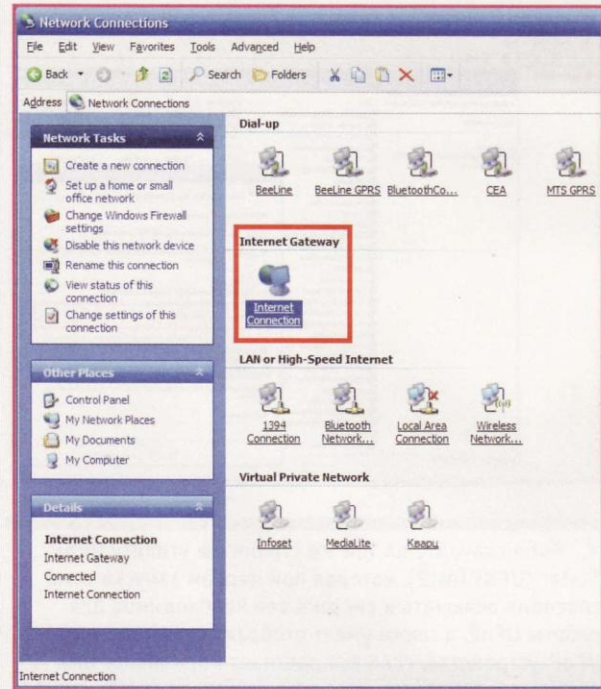 Network Connections
File Edit View Favorites Tools Advanced Help
Back Search Folders
Address Network Connections
Network Tasks
Create a new connection
Set up a home or small
office network
Change Windows Firewall
settings
Disable this network device
Rename this connection
View status of this
connection
Change settings of this
connection
Other Places
Control Panel
My Network Places
My Documents
My Computer
Details
Internet Connection
Internet Gateway
Connected
Internet Connection
Dial-up
BeeLine BeeLine GPRS BluetoothCo... CEA MTS GPRS
Internet Gateway
Internet
Connection
LAN or High-Speed Internet
1394
Connection
Bluetooth
Network...
Local Area
Connection
Wireless
Network...
Virtual Private Network
Infoset MediaLite Кварц
Internet Connection